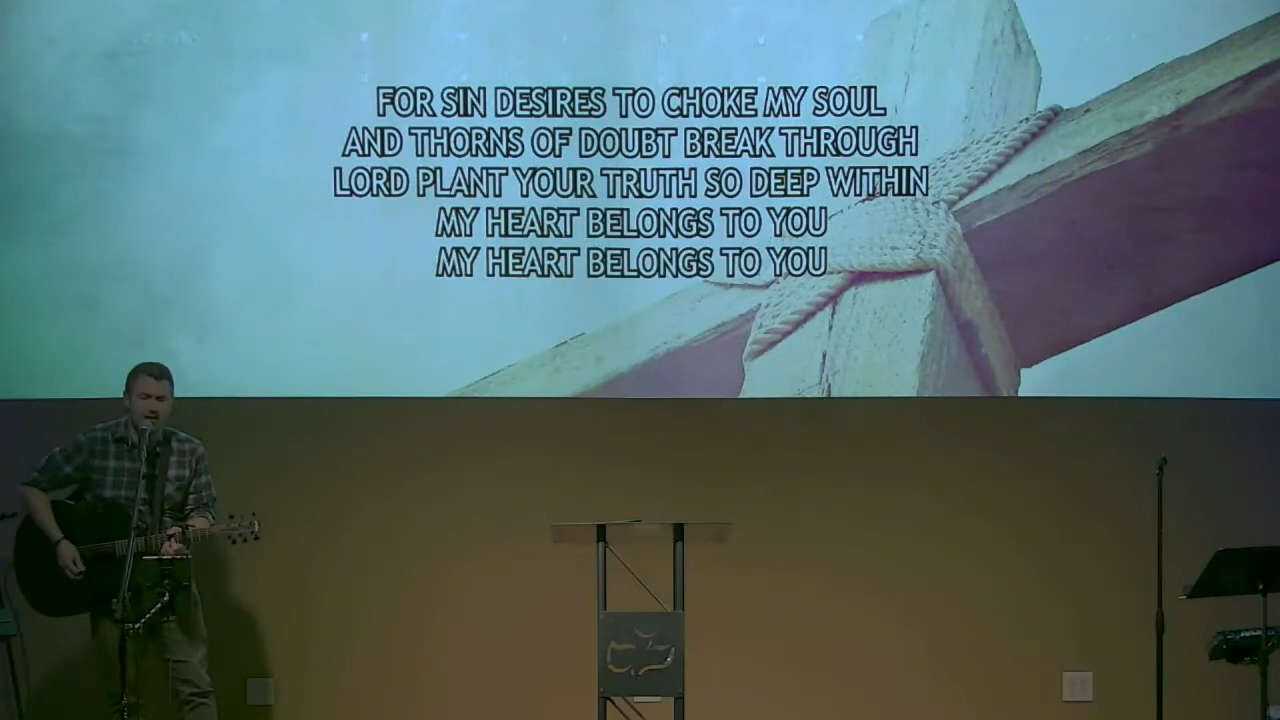 FOR SIN DESIRES TO CHOKE MY SOUL
AND THORNS OF DOUBT BREAK THROUGH
LORD PLANT YOUR TRUTH SO DEEP WITHIN
MY HEART BELONGS TO YOU
MY HEART BELONGS TO YOU